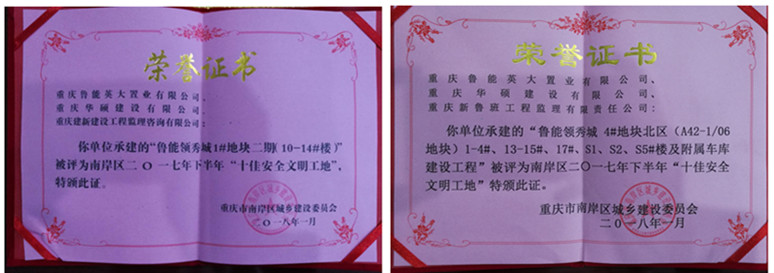 荣誉证书
重庆鲁能英大置业有限公司、
重庆华硕建设有限公司、
重庆建新建设工程监理咨询有限公司：
你单位承建的“鲁能领秀城1#地块二期(10-14#楼)”
被评为南岸区二〇一七年下半年“十佳安全文明工地”，
特颁此证。
重庆市南岸区城乡建设委员会
二〇一八年一月
荣誉证书
重庆鲁能英大置业有限公司、
重庆华硕建设有限公司、
重庆新鲁班工程监理有限责任公司：
你单位承建的“鲁能领秀城 4#地块北区（A42-1/06
地块）1-4#、13-15#、17#、S1、S2、S5#楼及附属车库
建设工程”被评为南岸区二〇一七年下半年“十佳安全
文明工地”特颁此证。
重庆市南岸区城乡建设委员会
二〇一八年一月